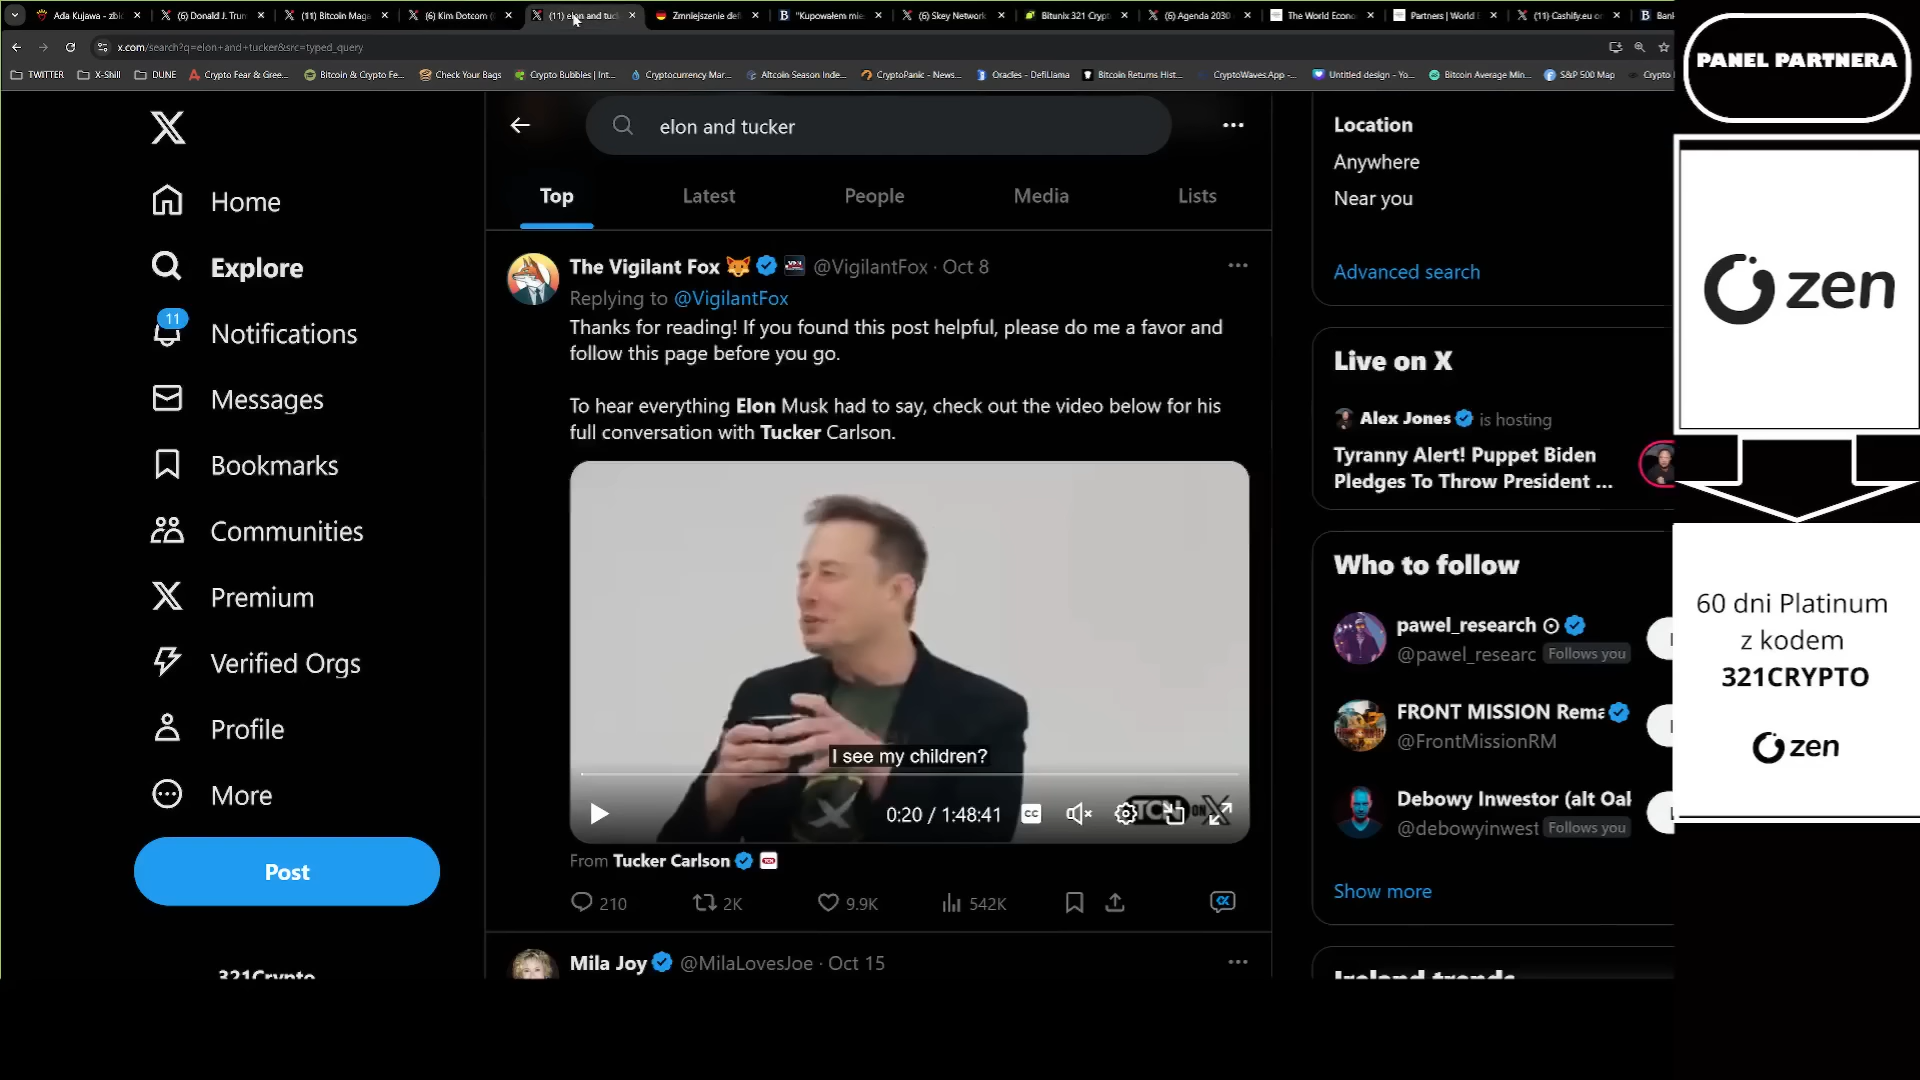 Ada Kujawa - zbió
(6) Donald J. Trum
(11) Bitcoin Maga
(6) Kim Dotcom (
(11) elon and tuck
Zmniejszenie def
"Kupowałem mie
(6) Skey Network
Bitunix 321 Crypt
(6) Agenda 2030
The World Econo
Partners | World E
(11) Cashify.eu o
Bank
x.com/search?q=elon+and+tucker&src=typed_query
TWITTER
X-Shill
DUNE
Crypto Fear & Gree...
Bitcoin & Crypto Fe...
Check Your Bags
Crypto Bubbles | Int...
Cryptocurrency Mar...
Altcoin Season Inde...
CryptoPanic - News...
Oracles - DefiLlama
Bitcoin Returns Hist...
CryptoWaves.App -...
Untitled design - Yo...
Bitcoin Average Min...
S&P 500 Map
Crypto
PANEL PARTNERA
elon and tucker
Top
Latest
People
Media
Lists
Home
Explore
11
Notifications
Messages
Bookmarks
Communities
Premium
Verified Orgs
Profile
More
Post
321Crypto
The Vigilant Fox @VigilantFox · Oct 8
Replying to @VigilantFox
Thanks for reading! If you found this post helpful, please do me a favor and
follow this page before you go.
To hear everything Elon Musk had to say, check out the video below for his
full conversation with Tucker Carlson.
I see my children?
0:20 / 1:48:41
CC
TCN ON X
From Tucker Carlson
210
2K
9.9K
542K
Mila Joy @MilaLovesJoe · Oct 15
Location
Anywhere
Near you
Advanced search
Live on X
Alex Jones is hosting
Tyranny Alert! Puppet Biden
Pledges To Throw President ...
Who to follow
pawel_research
@pawel_researc Follows you
FRONT MISSION Rema
@FrontMissionRM
Debowy Inwestor (alt Oak
@debowyinwest Follows you
Show more
Ireland trends
zen
60 dni Platinum
z kodem
321CRYPTO
zen